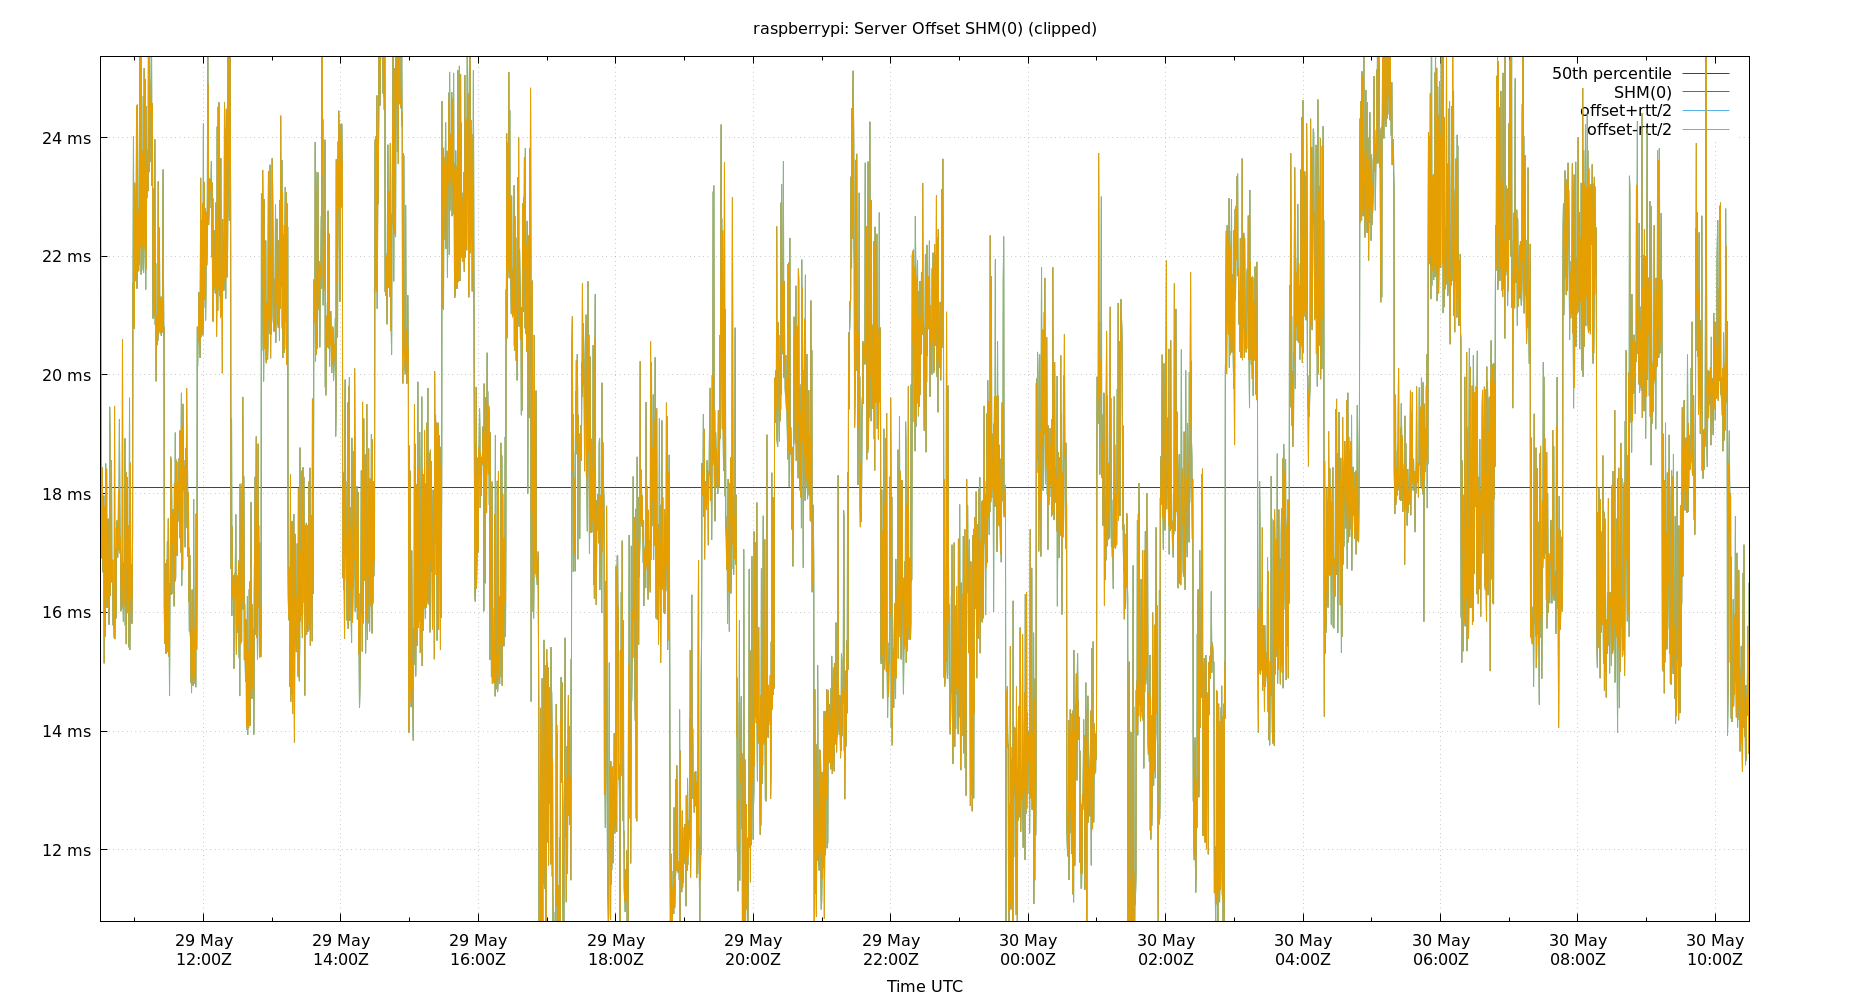 raspberrypi: Server Offset SHM(0) (clipped)
50th percentile
SHM(0)
offset+rtt/2
offset-rtt/2
24 ms
22 ms
20 ms
18 ms
16 ms
14 ms
12 ms
29 May 29 May 29 May 29 May 29 May 29 May 30 May 30 May 30 May 30 May 30 May 30 May
12:00Z 14:00Z 16:00Z 18:00Z 20:00Z 22:00Z 00:00Z 02:00Z 04:00Z 06:00Z 08:00Z 10:00Z
Time UTC